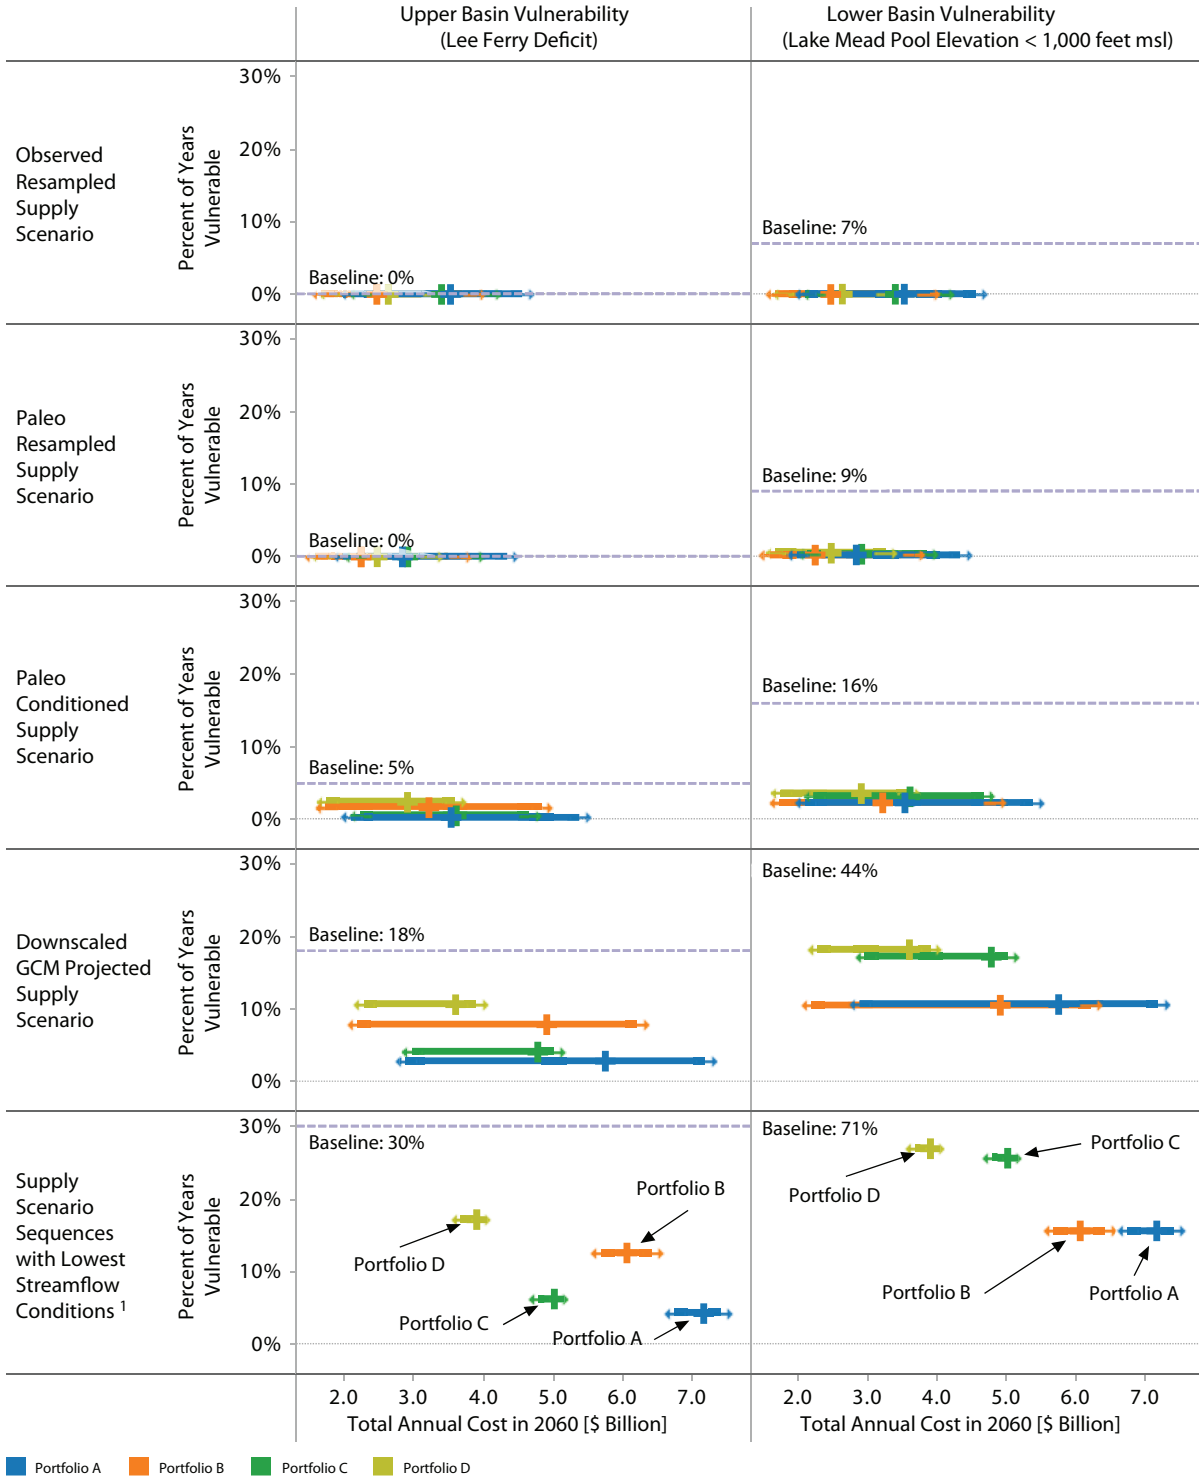 Upper Basin Vulnerability
(Lee Ferry Deficit)
Lower Basin Vulnerability
(Lake Mead Pool Elevation < 1,000 feet msl)
Observed
Resampled
Supply
Scenario
Percent of Years
Vulnerable
30%
20%
10%
0%
Baseline: 0%
Baseline: 7%
Paleo
Resampled
Supply
Scenario
Percent of Years
Vulnerable
30%
20%
10%
0%
Baseline: 0%
Baseline: 9%
Paleo
Conditioned
Supply
Scenario
Percent of Years
Vulnerable
30%
20%
10%
0%
Baseline: 5%
Baseline: 16%
Downscaled
GCM Projected
Supply
Scenario
Percent of Years
Vulnerable
30%
20%
10%
0%
Baseline: 18%
Baseline: 44%
Supply
Scenario
Sequences
with Lowest
Streamflow
Conditions 1
Percent of Years
Vulnerable
30%
20%
10%
0%
Baseline: 30%
Portfolio B
Portfolio D
Portfolio C
Portfolio A
Baseline: 71%
Portfolio C
Portfolio D
Portfolio B
Portfolio A
2.0 3.0 4.0 5.0 6.0 7.0
Total Annual Cost in 2060 [$ Billion]
2.0 3.0 4.0 5.0 6.0 7.0
Total Annual Cost in 2060 [$ Billion]
Portfolio A Portfolio B Portfolio C Portfolio D